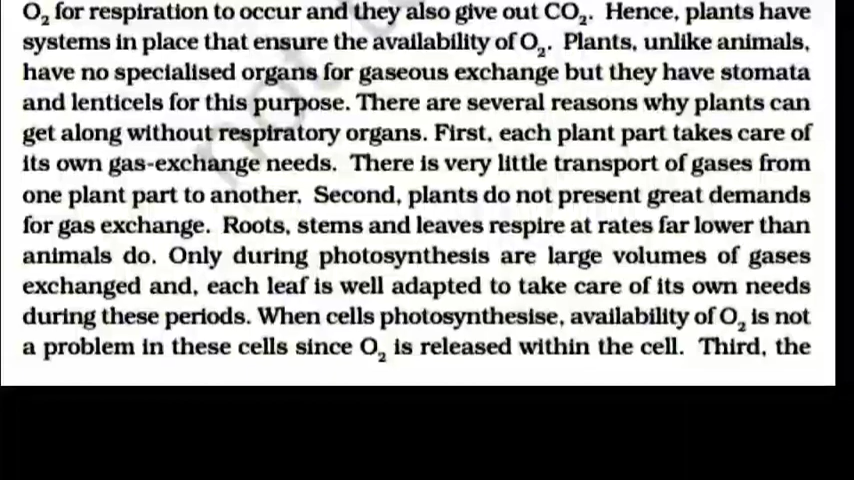 O₂ for respiration to occur and they also give out CO₂. Hence, plants have
systems in place that ensure the availability of O₂. Plants, unlike animals,
have no specialised organs for gaseous exchange but they have stomata
and lenticels for this purpose. There are several reasons why plants can
get along without respiratory organs. First, each plant part takes care of
its own gas-exchange needs. There is very little transport of gases from
one plant part to another. Second, plants do not present great demands
for gas exchange. Roots, stems and leaves respire at rates far lower than
animals do. Only during photosynthesis are large volumes of gases
exchanged and, each leaf is well adapted to take care of its own needs
during these periods. When cells photosynthesise, availability of O₂ is not
a problem in these cells since O₂ is released within the cell. Third, the